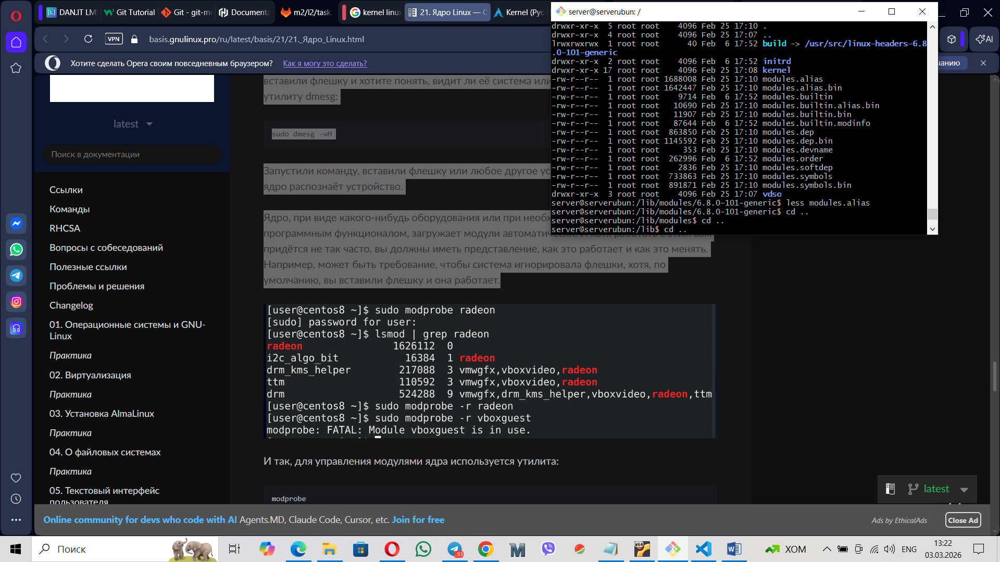 DAN.IT LM
Git Tutorial
Git - git-me
Documenta
m2/l2/task.
kernel linux
21. Ядро Linux — C
Kernel (Рус
VPN
basis.gnulinux.pro/ru/latest/basis/21/21._Ядро_Linux.html
AI
Хотите сделать Opera своим повседневным браузером? Как я могу это сделать?
чанию
latest
Поиск в документации
Ссылки
Команды
RHCSA
Вопросы с собеседований
Полезные ссылки
Проблемы и решения
Changelog
01. Операционные системы и GNU-
Linux
Практика
02. Виртуализация
Практика
03. Установка AlmaLinux
Практика
04. О файловых системах
Практика
05. Текстовый интерфейс
пользователя
вставили флешку и хотите понять, видит ли её система или
утилиту dmesg:
sudo dmesg -wH
Запустили команду, вставили флешку или любое другое ус
ядро распознаёт устройство.
Ядро, при виде какого-нибудь оборудования или при необх
программным функционалом, загружает модули автоматически. И хотя работать с этим вам
придётся не так часто, вы должны иметь представление, как это работает и как это менять.
Например, может быть требование, чтобы система игнорировала флешки, хотя, по
умолчанию, вы вставили флешку и она работает.
[user@centos8 ~]$ sudo modprobe radeon
[sudo] password for user:
[user@centos8 ~]$ lsmod | grep radeon
radeon 1626112 0
i2c_algo_bit 16384 1 radeon
drm_kms_helper 217088 3 vmwgfx,vboxvideo,radeon
ttm 110592 3 vmwgfx,vboxvideo,radeon
drm 524288 9 vmwgfx,drm_kms_helper,vboxvideo,radeon,ttm
[user@centos8 ~]$ sudo modprobe -r radeon
[user@centos8 ~]$ sudo modprobe -r vboxguest
modprobe: FATAL: Module vboxguest is in use.
И так, для управления модулями ядра используется утилита:
modprobe
server@serverubun: /
drwxr-xr-x 5 root root 4096 Feb 25 17:10 .
drwxr-xr-x 4 root root 4096 Feb 25 17:07 ..
lrwxrwxrwx 1 root root 40 Feb 6 17:52 build -> /usr/src/linux-headers-6.8
.0-101-generic
drwxr-xr-x 2 root root 4096 Feb 6 17:52 initrd
drwxr-xr-x 17 root root 4096 Feb 25 17:08 kernel
-rw-r--r-- 1 root root 1688008 Feb 25 17:10 modules.alias
-rw-r--r-- 1 root root 1642447 Feb 25 17:10 modules.alias.bin
-rw-r--r-- 1 root root 9714 Feb 6 17:52 modules.builtin
-rw-r--r-- 1 root root 10690 Feb 25 17:10 modules.builtin.alias.bin
-rw-r--r-- 1 root root 11907 Feb 25 17:10 modules.builtin.bin
-rw-r--r-- 1 root root 87644 Feb 6 17:52 modules.builtin.modinfo
-rw-r--r-- 1 root root 863850 Feb 25 17:10 modules.dep
-rw-r--r-- 1 root root 1145592 Feb 25 17:10 modules.dep.bin
-rw-r--r-- 1 root root 353 Feb 25 17:10 modules.devname
-rw-r--r-- 1 root root 262996 Feb 6 17:52 modules.order
-rw-r--r-- 1 root root 2836 Feb 25 17:10 modules.softdep
-rw-r--r-- 1 root root 733863 Feb 25 17:10 modules.symbols
-rw-r--r-- 1 root root 891871 Feb 25 17:10 modules.symbols.bin
drwxr-xr-x 3 root root 4096 Feb 25 17:07 vdso
server@serverubun:/lib/modules/6.8.0-101-generic$ less modules.alias
server@serverubun:/lib/modules/6.8.0-101-generic$ cd ..
server@serverubun:/lib/modules$ cd ..
server@serverubun:/lib$ cd ..
latest
Online community for devs who code with AI Agents.MD, Claude Code, Cursor, etc. Join for free
Ads by EthicalAds
Close Ad
Поиск
.93
x64
XOM
ENG
13:22
03.03.2026